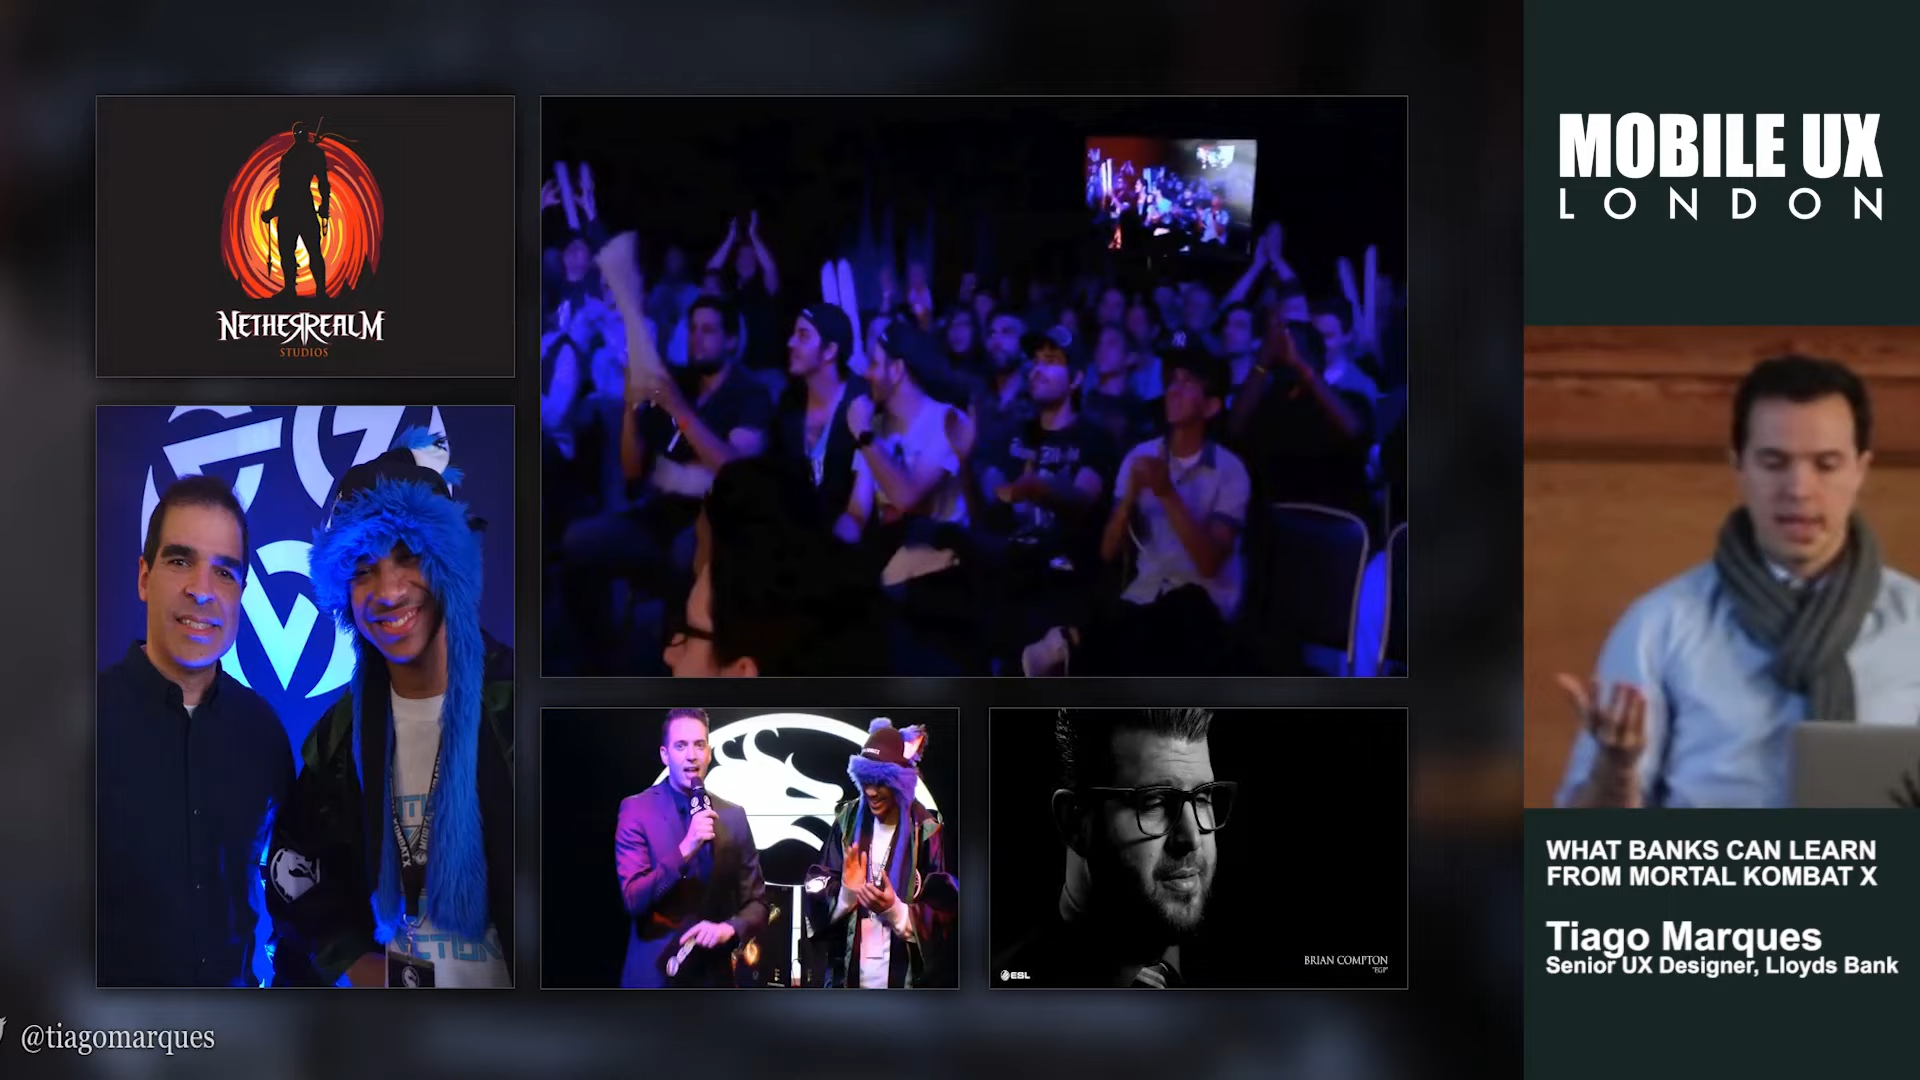 NETHERREALM
STUDIOS
BRIAN COMPTON
"EGP"
ESL
@tiagomarques
MOBILE UX
LONDON
WHAT BANKS CAN LEARN
FROM MORTAL KOMBAT X
Tiago Marques
Senior UX Designer, Lloyds Bank